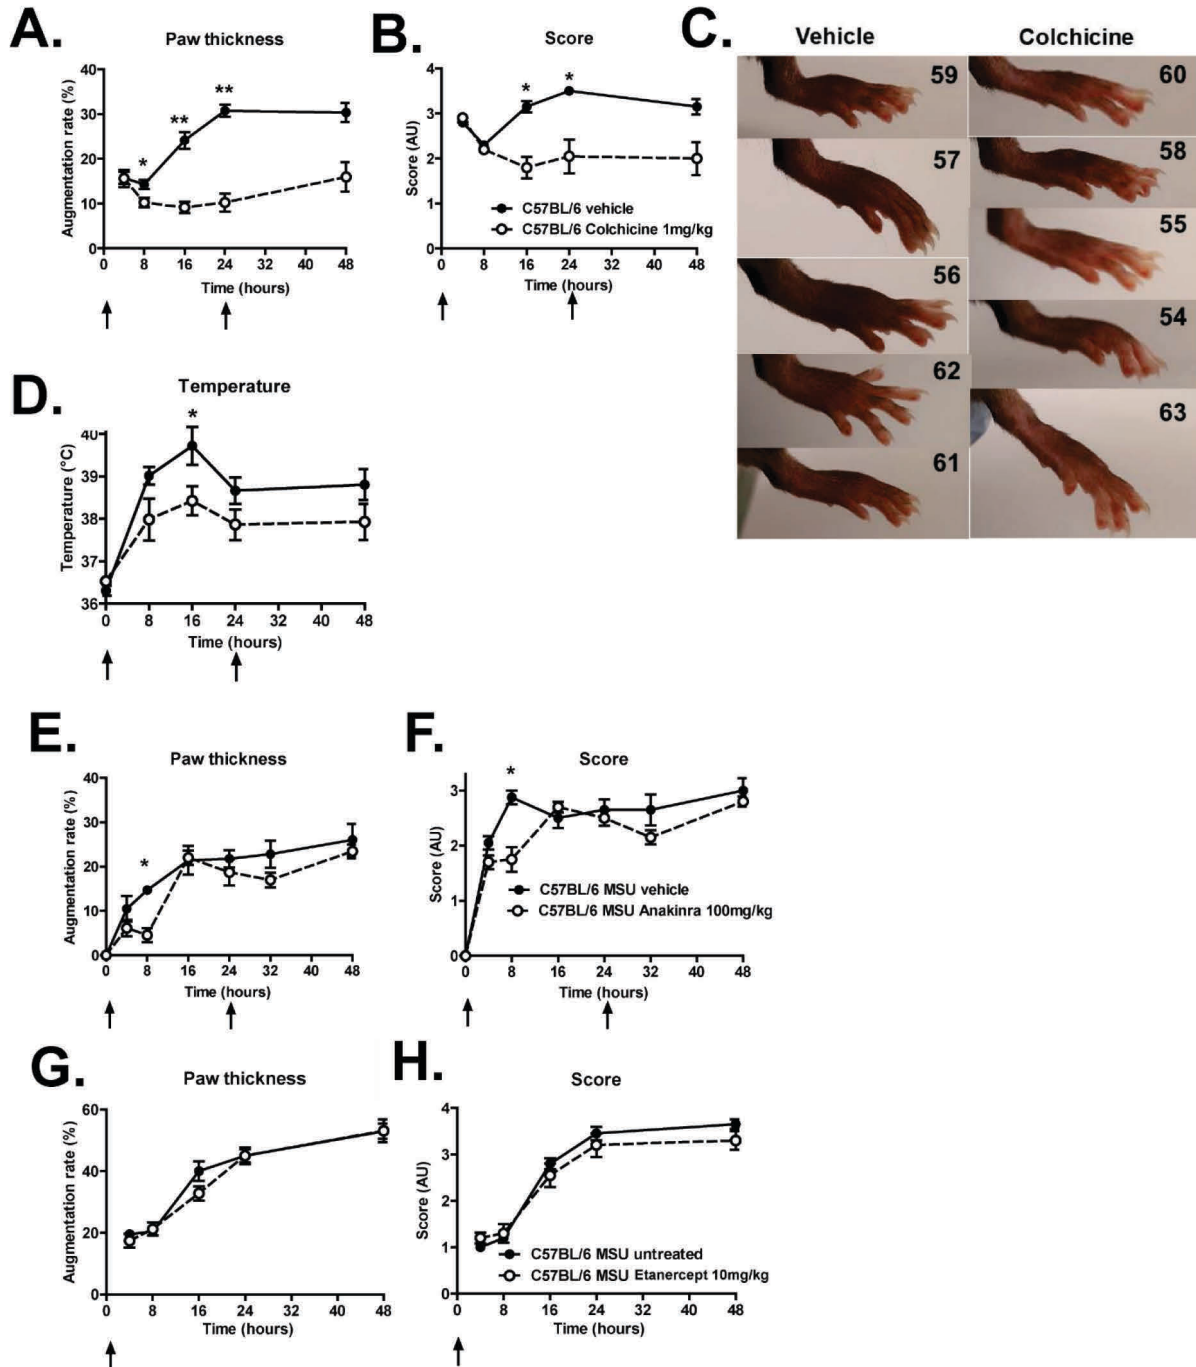 A.
Paw thickness
Augmentation rate (%)
40
30
20
10
0
*
**
**
0 8 16 24 32 40 48
Time (hours)
B.
Score
Score (AU)
4
3
2
1
0
*
*
C57BL/6 vehicle
C57BL/6 Colchicine 1mg/kg
0 8 16 24 32 40 48
Time (hours)
C.
Vehicle
Colchicine
59
57
56
62
61
60
58
55
54
63
D.
Temperature
Temperature (°C)
40
39
38
37
36
*
0 8 16 24 32 40 48
Time (hours)
E.
Paw thickness
Augmentation rate (%)
40
30
20
10
0
*
0 8 16 24 32 40 48
Time (hours)
F.
Score
Score (AU)
3
2
1
0
*
C57BL/6 MSU vehicle
C57BL/6 MSU Anakinra 100mg/kg
0 8 16 24 32 40 48
Time (hours)
G.
Paw thickness
Augmentation rate (%)
60
40
20
0
0 8 16 24 32 40 48
Time (hours)
H.
Score
Score (AU)
4
3
2
1
0
C57BL/6 MSU untreated
C57BL/6 MSU Etanercept 10mg/kg
0 8 16 24 32 40 48
Time (hours)